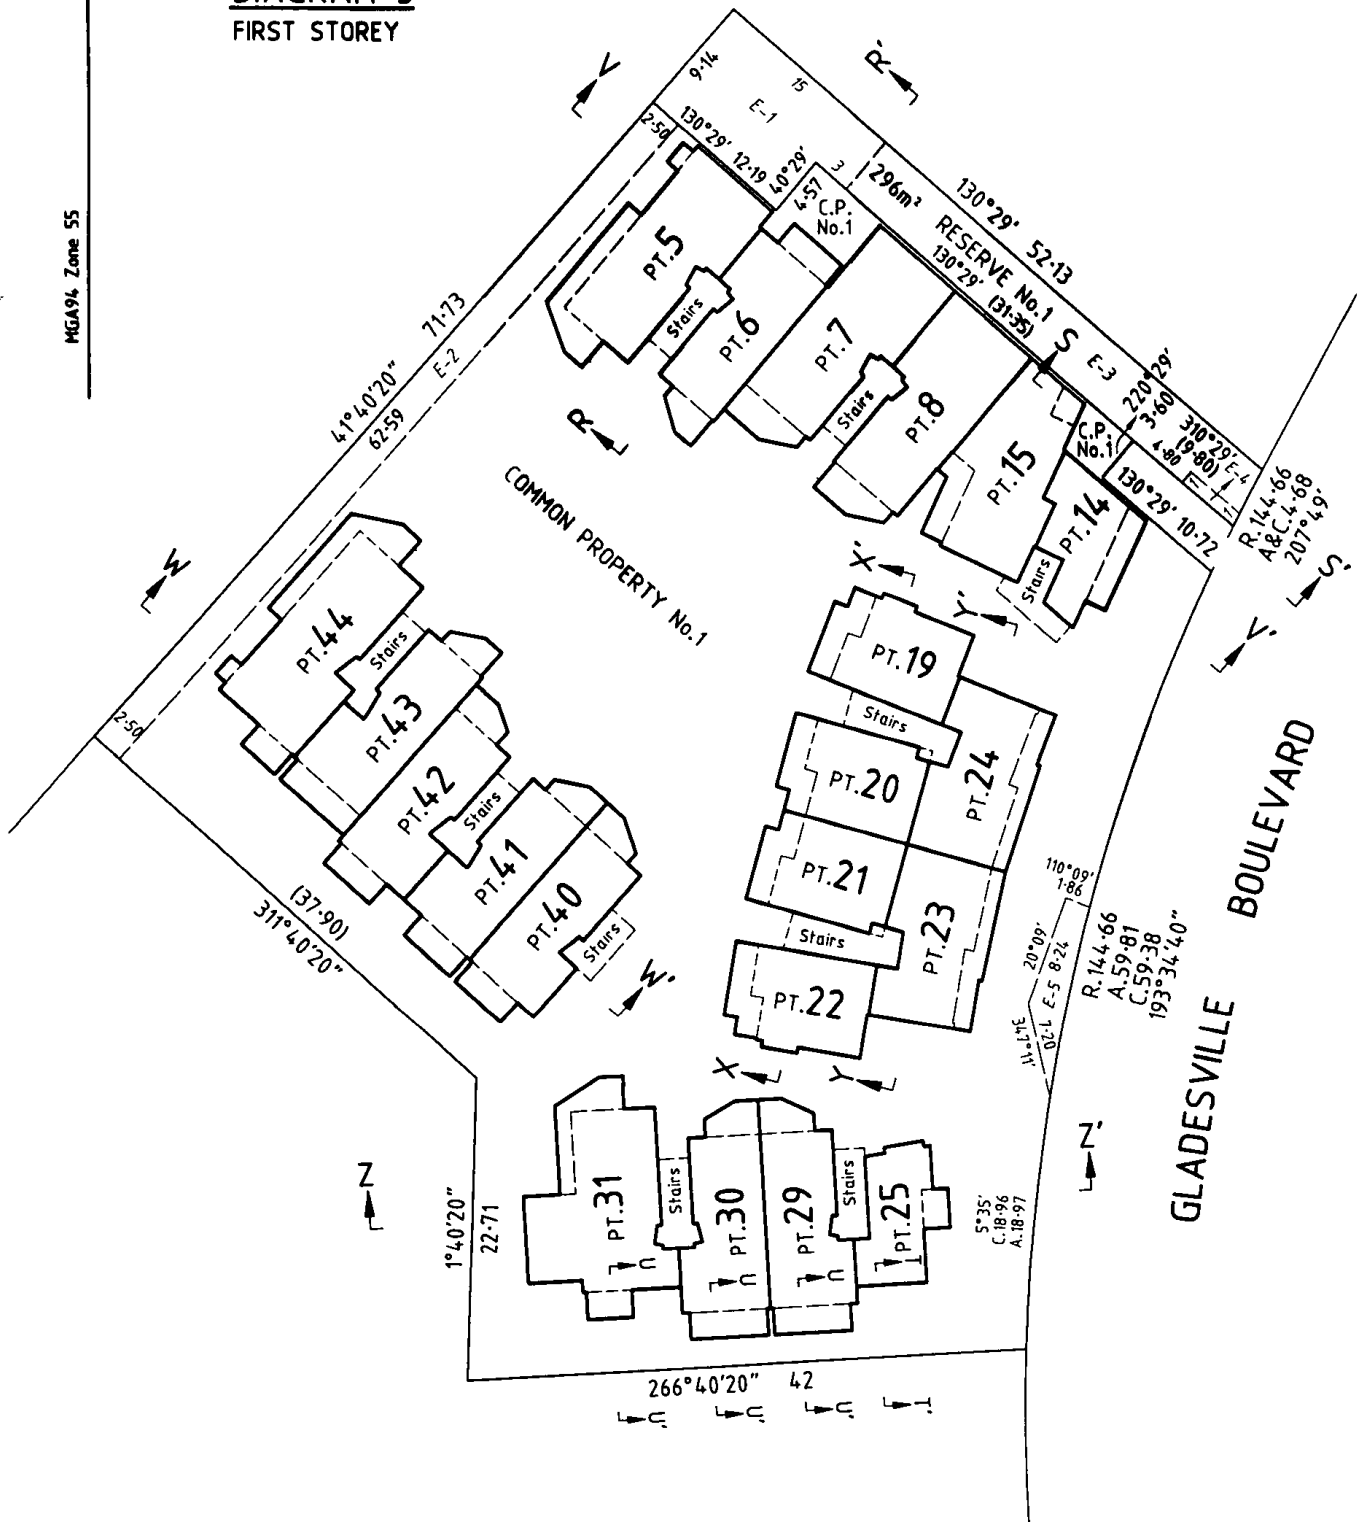 DIAGRAM
FIRST STOREY
MGA94 Zone 55
V
R'
9·14
15
E-1
2·50
130°29'
12·19
40°29'
4·57
3
C.P.
No.1
296m²
RESERVE No.1
130°29'
(31·35)
130°29' 52·13
PT.5
Stairs
PT.6
PT.7
Stairs
PT.8
S
E-3
PT.15
C.P.
No.1
220°29'
3·60
310°29'
(9·80)
4·80
E-4
130°29' 10·72
PT.14
Stairs
R.144·66
A&C.4·68
207°49'
S'
V'
41°40'20" 71·73
62·59
E-2
R
COMMON PROPERTY No.1
W
2·50
PT.44
Stairs
PT.43
PT.42
Stairs
PT.41
PT.40
Stairs
W'
(37·90)
311°40'20"
X'
Y'
PT.19
Stairs
PT.20
PT.24
PT.21
Stairs
PT.23
PT.22
X
Y
110°09'
1·86
20°09'
E-5 8·24
347°11'
7·20
R.144·66
A.59·81
C.59·38
193°34'40"
GLADESVILLE BOULEVARD
Z
Z'
1°40'20"
22·71
PT.31
Stairs
PT.30
PT.29
Stairs
PT.25
U
U
U
T
5°35'
C.18·96
A.18·97
266°40'20" 42
U'
U'
U'
T'